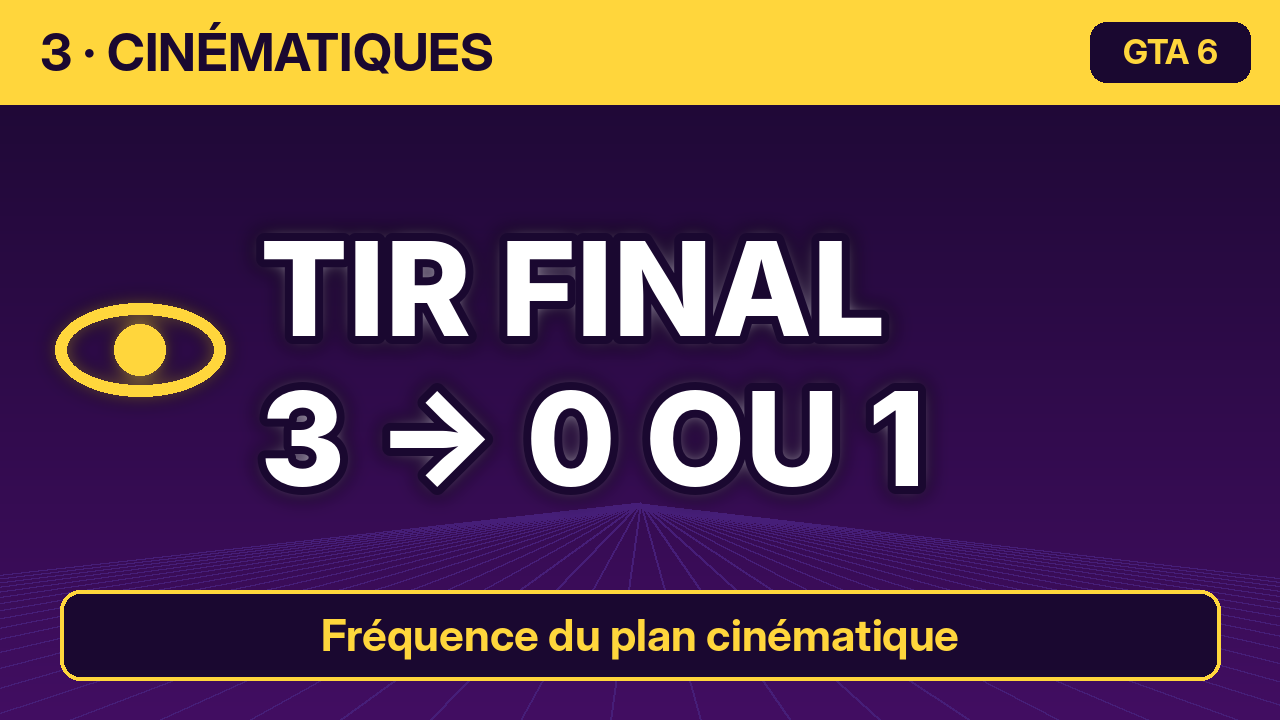 3 · CINÉMATIQUES
GTA 6
TIR FINAL
3 → 0 OU 1
Fréquence du plan cinématique